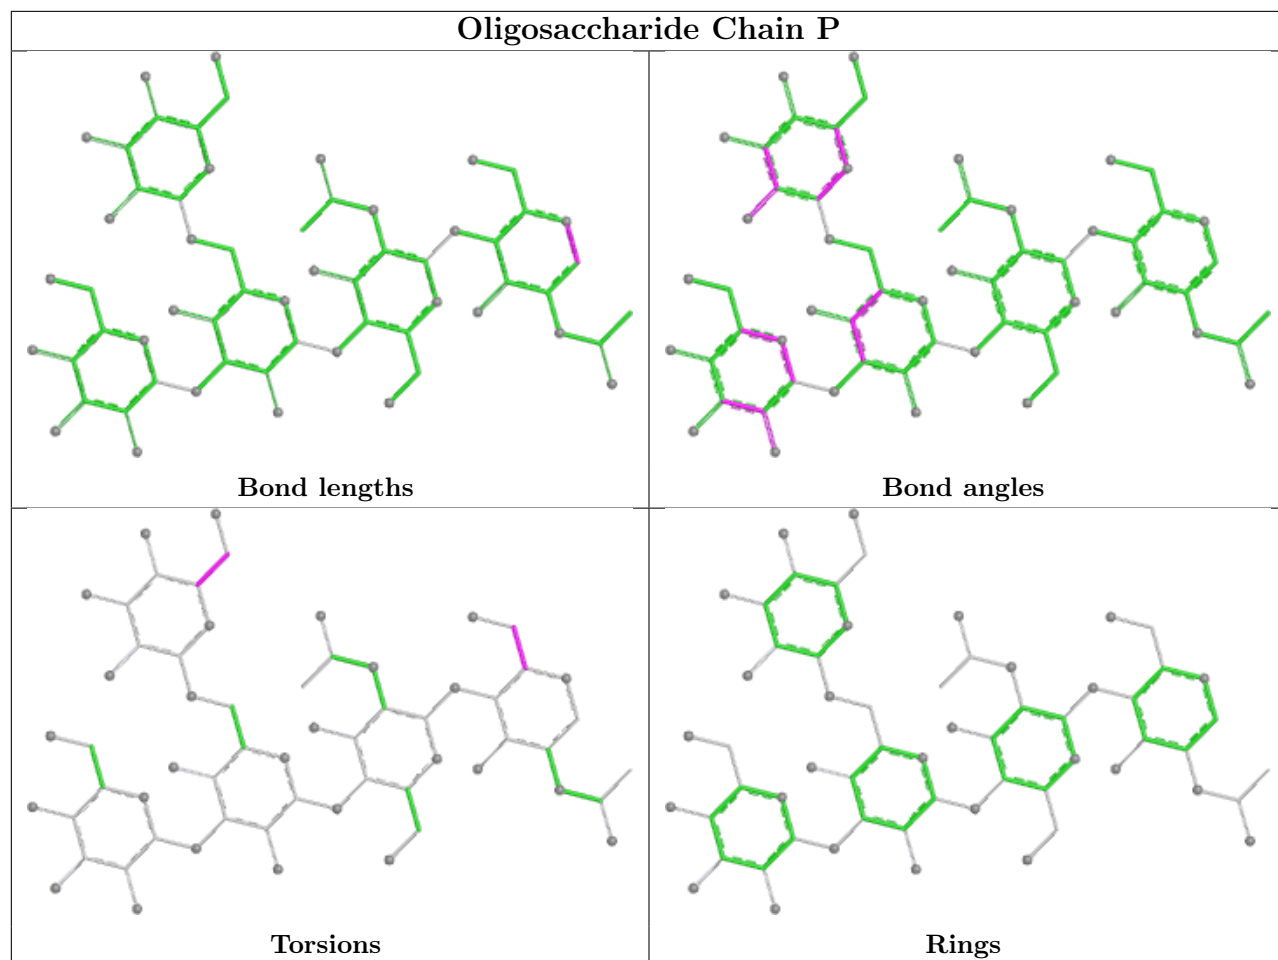 Oligosaccharide Chain P
Bond lengths
Bond angles
Torsions
Rings